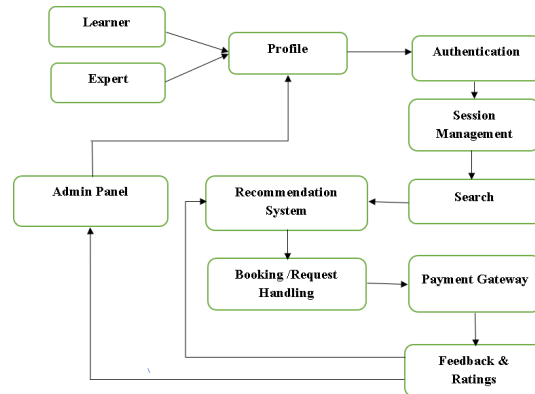 Learner
Profile
Authentication
Expert
Session
Management
Admin Panel
Recommendation
System
Search
Booking /Request
Handling
Payment Gateway
Feedback &
Ratings
\